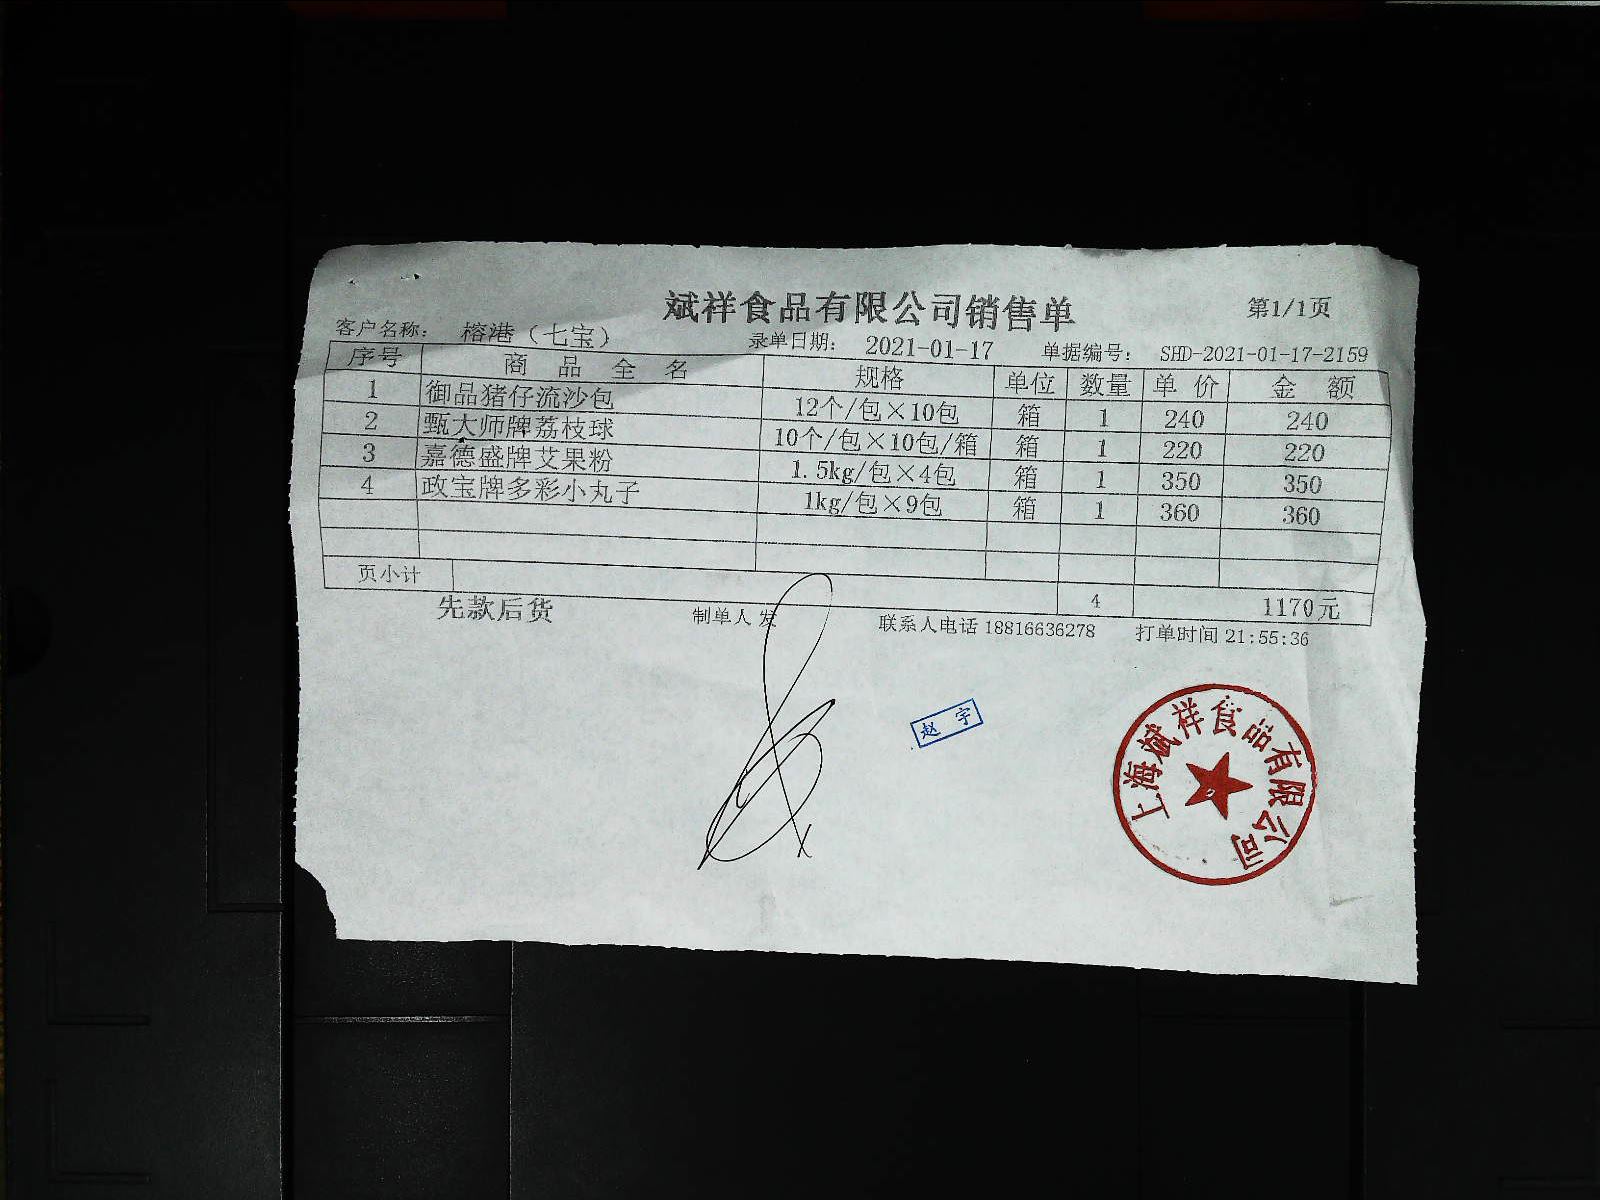 斌祥食品有限公司销售单 第1/1页
客户名称： 榕港（七宝） 录单日期： 2021-01-17 单据编号： SHD-2021-01-17-2159
序号 商品全名 规格 单位 数量 单价 金额
1 御品猪仔流沙包 12个/包×10包 箱 1 240 240
2 甄大师牌荔枝球 10个/包×10包/箱 箱 1 220 220
3 嘉德盛牌艾果粉 1.5kg/包×4包 箱 1 350 350
4 政宝牌多彩小丸子 1kg/包×9包 箱 1 360 360
页小计 4 1170元
先款后货 制单人 发 联系人电话 18816636278 打单时间 21:55:36
赵宇
上海斌祥食品有限公司